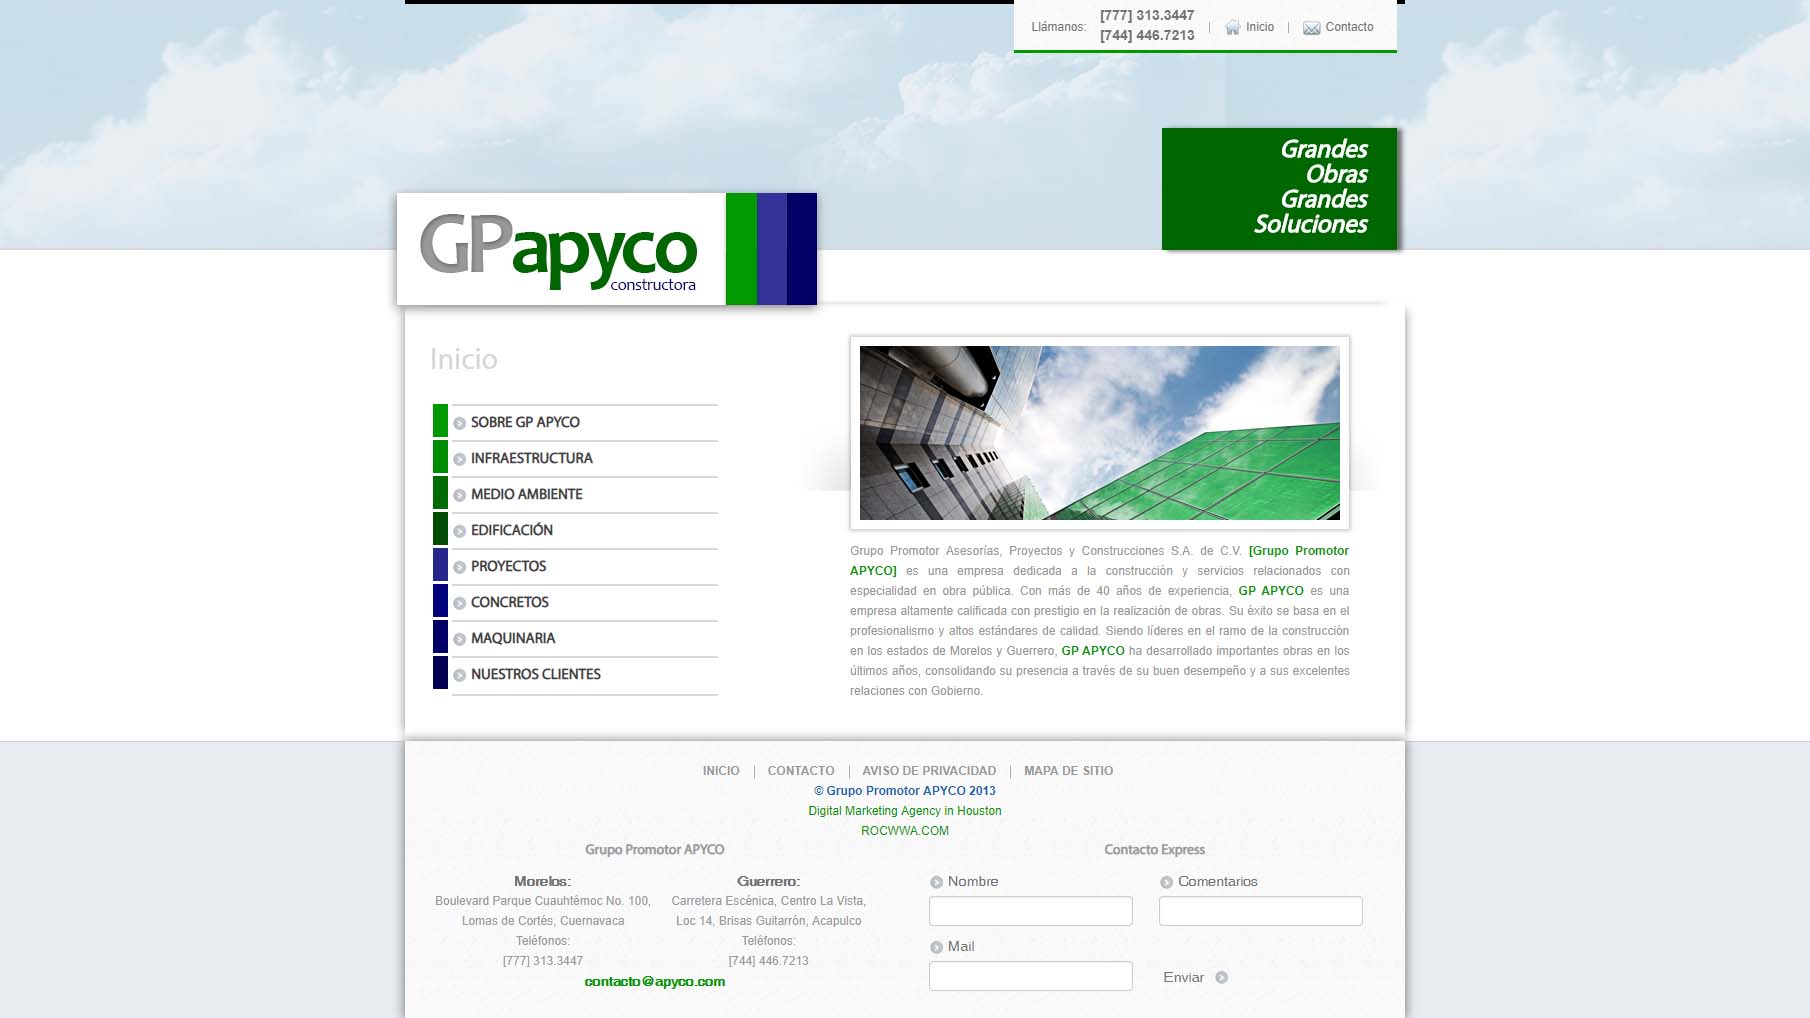 Llámanos:
[777] 313.3447
[744] 446.7213
Inicio
Contacto
Grandes
Obras
Grandes
Soluciones
GPapyco
constructora
Inicio
SOBRE GP APYCO
INFRAESTRUCTURA
MEDIO AMBIENTE
EDIFICACIÓN
PROYECTOS
CONCRETOS
MAQUINARIA
NUESTROS CLIENTES
Grupo Promotor Asesorías, Proyectos y Construcciones S.A. de C.V. [Grupo Promotor
APYCO] es una empresa dedicada a la construcción y servicios relacionados con
especialidad en obra pública. Con más de 40 años de experiencia, GP APYCO es una
empresa altamente calificada con prestigio en la realización de obras. Su éxito se basa en el
profesionalismo y altos estándares de calidad. Siendo líderes en el ramo de la construcción
en los estados de Morelos y Guerrero, GP APYCO ha desarrollado importantes obras en los
últimos años, consolidando su presencia a través de su buen desempeño y a sus excelentes
relaciones con Gobierno.
INICIO | CONTACTO | AVISO DE PRIVACIDAD | MAPA DE SITIO
© Grupo Promotor APYCO 2013
Digital Marketing Agency in Houston
ROCWWA.COM
Grupo Promotor APYCO
Morelos:
Boulevard Parque Cuauhtémoc No. 100,
Lomas de Cortés, Cuernavaca
Teléfonos:
[777] 313.3447
Guerrero:
Carretera Escénica, Centro La Vista,
Loc 14, Brisas Guitarrón, Acapulco
Teléfonos:
[744] 446.7213
contacto@apyco.com
Contacto Express
Nombre
Comentarios
Mail
Enviar